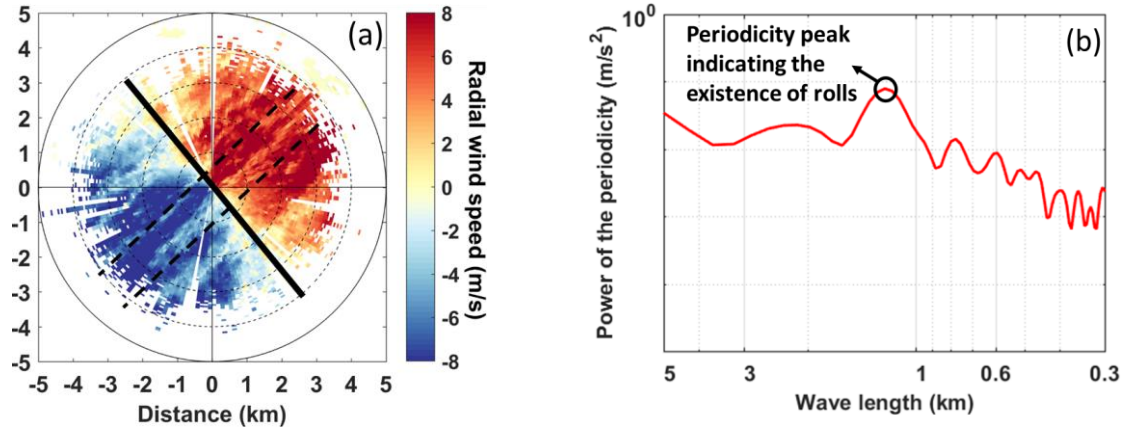 (a)
5
4
3
2
1
0
-1
-2
-3
-4
-5
-5 -4 -3 -2 -1 0 1 2 3 4 5
Distance (km)
8
6
4
2
0
-2
-4
-6
-8
Radial wind speed (m/s)
(b)
Periodicity peak
indicating the
existence of rolls
10⁰
Power of the periodicity (m/s²)
5 3 1 0.6 0.3
Wave length (km)